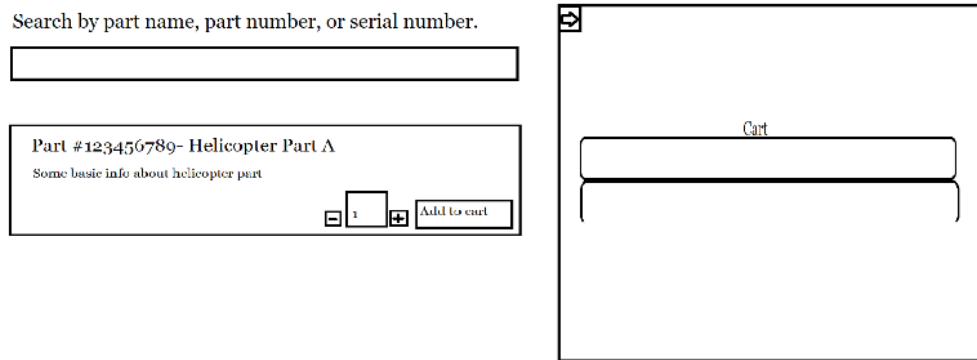 Search by part name, part number, or serial number.
Part #123456789- Helicopter Part A
Some basic info about helicopter part
1
Add to cart
Cart